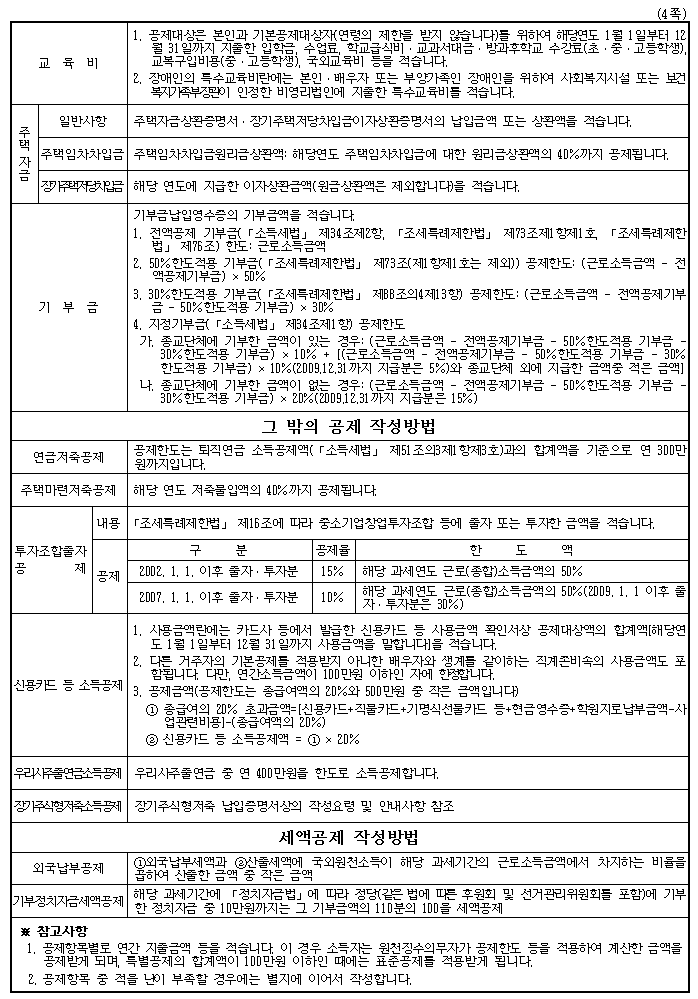 (4쪽)
교 육 비
1. 공제대상은 본인과 기본공제대상자(연령의 제한을 받지 않습니다)를 위하여 해당연도 1월 1일부터 12
월 31일까지 지출한 입학금, 수업료, 학교급식비·교과서대금·방과후학교 수강료(초·중·고등학생),
교복구입비용(중·고등학생), 국외교육비 등을 적습니다.
2. 장애인의 특수교육비란에는 본인·배우자 또는 부양가족인 장애인을 위하여 사회복지시설 또는 보건
복지가족부장관이 인정한 비영리법인에 지출한 특수교육비를 적습니다.
주택자금
일반사항
주택자금상환증명서·장기주택저당차입금이자상환증명서의 납입금액 또는 상환액을 적습니다.
주택임차차입금
주택임차차입금원리금상환액: 해당연도 주택임차차입금에 대한 원리금상환액의 40%까지 공제됩니다.
장기주택저당차입금
해당 연도에 지급한 이자상환금액(원금상환액은 제외합니다)을 적습니다.
기 부 금
기부금납입영수증의 기부금액을 적습니다.
1. 전액공제 기부금(「소득세법」 제34조제2항, 「조세특례제한법」 제73조제1항제1호, 「조세특례제한
법」 제76조) 한도: 근로소득금액
2. 50%한도적용 기부금(「조세특례제한법」 제73조(제1항제1호는 제외)) 공제한도: (근로소득금액 - 전
액공제기부금) × 50%
3. 30%한도적용 기부금(「조세특례제한법」 제88조의4제13항) 공제한도: (근로소득금액 - 전액공제기부
금 - 50%한도적용 기부금) × 30%
4. 지정기부금(「소득세법」 제34조제1항) 공제한도
가. 종교단체에 기부한 금액이 있는 경우: (근로소득금액 - 전액공제기부금 - 50%한도적용 기부금 -
30%한도적용 기부금) × 10% + [(근로소득금액 - 전액공제기부금 - 50%한도적용 기부금 - 30%
한도적용 기부금) × 10%(2009.12.31까지 지급분은 5%)와 종교단체 외에 지급한 금액중 적은 금액]
나. 종교단체에 기부한 금액이 없는 경우: (근로소득금액 - 전액공제기부금 - 50%한도적용 기부금 -
30%한도적용 기부금) × 20%(2009.12.31까지 지급분은 15%)
그 밖의 공제 작성방법
연금저축공제
공제한도는 퇴직연금 소득공제액(「소득세법」 제51조의3제1항제3호)과의 합계액을 기준으로 연 300만
원까지입니다.
주택마련저축공제
해당 연도 저축불입액의 40%까지 공제됩니다.
투자조합출자
공 제
내용
「조세특례제한법」 제16조에 따라 중소기업창업투자조합 등에 출자 또는 투자한 금액을 적습니다.
공제
구 분
공제율
한 도 액
2002. 1. 1. 이후 출자·투자분
15%
해당 과세연도 근로(종합)소득금액의 50%
2007. 1. 1. 이후 출자·투자분
10%
해당 과세연도 근로(종합)소득금액의 50%(2009. 1. 1 이후 출
자·투자분은 30%)
신용카드 등 소득공제
1. 사용금액란에는 카드사 등에서 발급한 신용카드 등 사용금액 확인서상 공제대상액의 합계액[해당연
도 1월 1일부터 12월 31일까지 사용금액을 말합니다]을 적습니다.
2. 다른 거주자의 기본공제를 적용받지 아니한 배우자와 생계를 같이하는 직계존비속의 사용금액도 포
함됩니다. 다만, 연간소득금액이 100만원 이하인 자에 한정합니다.
3. 공제금액(공제한도는 총급여액의 20%와 500만원 중 작은 금액입니다)
① 총급여의 20% 초과금액=[신용카드+직불카드+기명식선불카드 등+현금영수증+학원지로납부금액-사
업관련비용]-(총급여액의 20%)
② 신용카드 등 소득공제액 = ① × 20%
우리사주출연금소득공제
우리사주출연금 중 연 400만원을 한도로 소득공제합니다.
장기주식형저축소득공제
장기주식형저축 납입증명서상의 작성요령 및 안내사항 참조
세액공제 작성방법
외국납부공제
①외국납부세액과 ②산출세액에 국외원천소득이 해당 과세기간의 근로소득금액에서 차지하는 비율을
곱하여 산출한 금액 중 작은 금액
기부정치자금세액공제
해당 과세기간에 「정치자금법」에 따라 정당(같은 법에 따른 후원회 및 선거관리위원회를 포함)에 기부
한 정치자금 중 10만원까지는 그 기부금액의 110분의 100을 세액공제
※ 참고사항
1. 공제항목별로 연간 지출금액 등을 적습니다. 이 경우 소득자는 원천징수의무자가 공제한도 등을 적용하여 계산한 금액을
공제받게 되며, 특별공제의 합계액이 100만원 이하인 때에는 표준공제를 적용받게 됩니다.
2. 공제항목 중 적을 난이 부족할 경우에는 별지에 이어서 작성합니다.